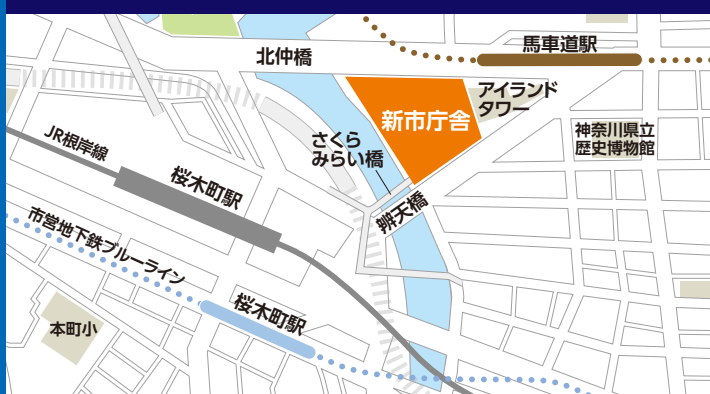 北仲橋
馬車道駅
アイランド
タワー
新市庁舎
神奈川県立
歴史博物館
さくら
みらい橋
JR根岸線
桜木町駅
辨天橋
市営地下鉄ブルーライン
桜木町駅
本町小